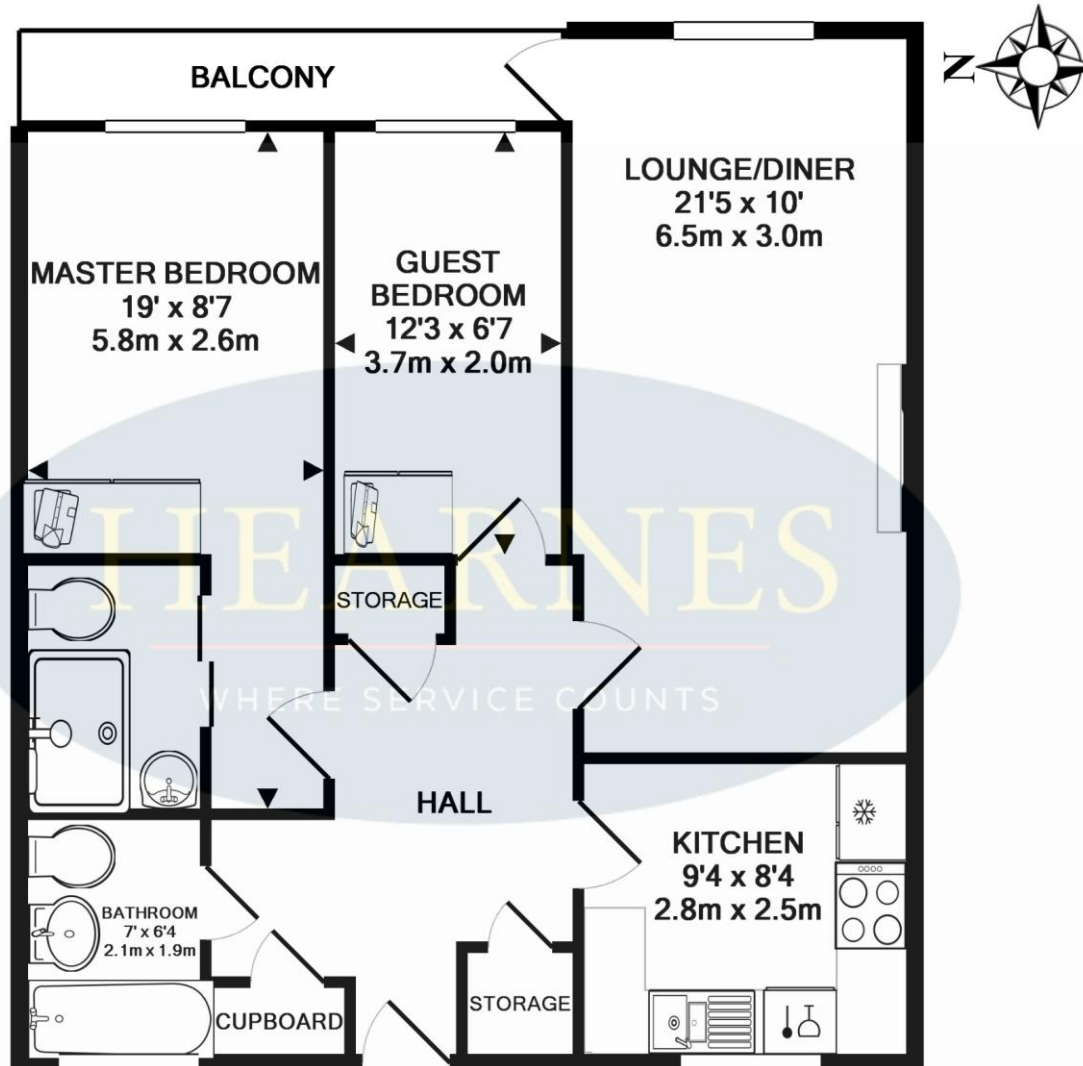 BALCONY
N
LOUNGE/DINER
21'5 x 10'
6.5m x 3.0m
MASTER BEDROOM
19' x 8'7
5.8m x 2.6m
GUEST
BEDROOM
12'3 x 6'7
3.7m x 2.0m
HEARNES
WHERE SERVICE COUNTS
STORAGE
HALL
KITCHEN
9'4 x 8'4
2.8m x 2.5m
BATHROOM
7' x 6'4
2.1m x 1.9m
CUPBOARD
STORAGE